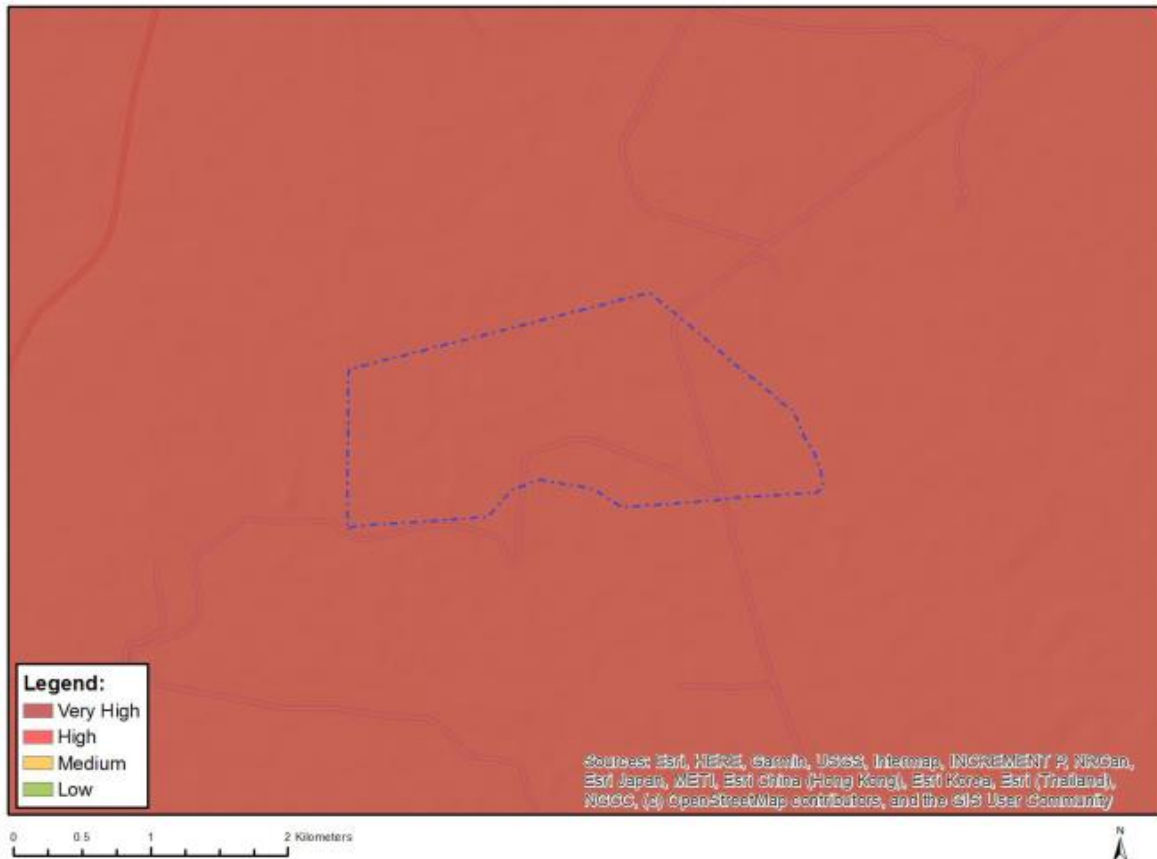 Legend:
Very High
High
Medium
Low
Sources: Esri, HERE, Garmin, USGS, Intermap, INCREMENT P, NRCan,
Esri Japan, METI, Esri China (Hong Kong), Esri Korea, Esri (Thailand),
NGCC, (c) OpenStreetMap contributors, and the GIS User Community
0 0.5 1 2 Kilometers
N